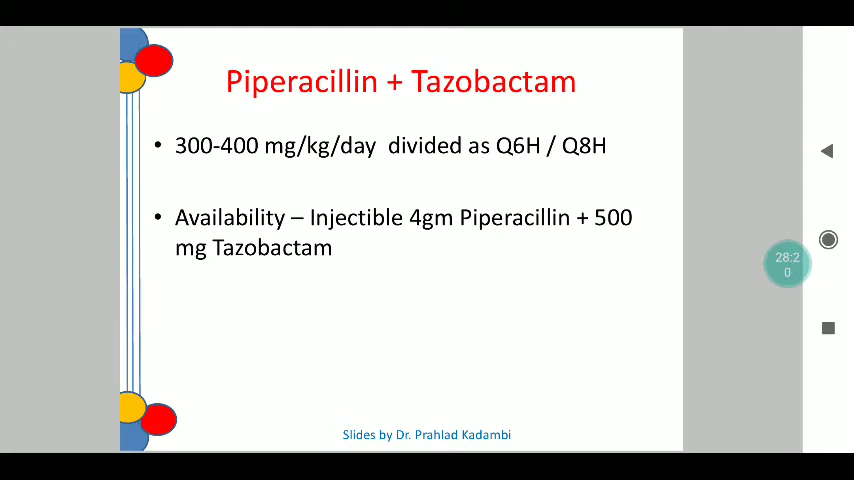 Piperacillin + Tazobactam
• 300-400 mg/kg/day divided as Q6H / Q8H
• Availability – Injectible 4gm Piperacillin + 500
mg Tazobactam
28:2
0
Slides by Dr. Prahlad Kadambi